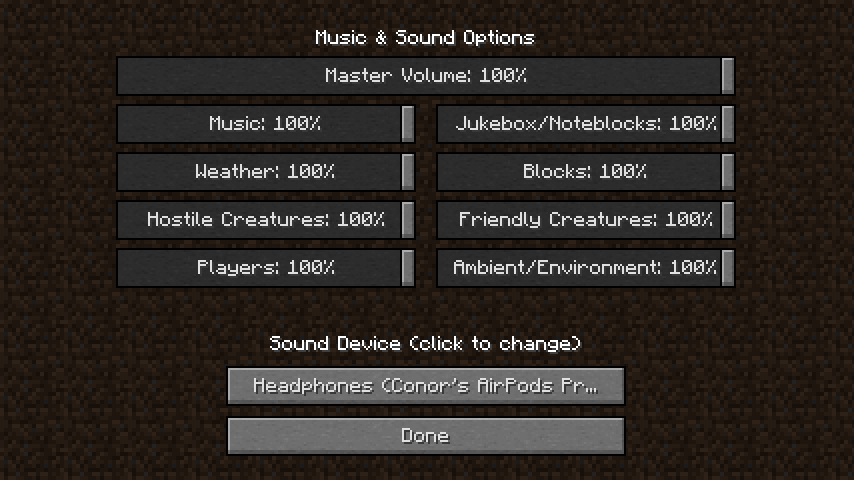 Music & Sound Options
Master Volume: 100%
Music: 100%
Jukebox/Noteblocks: 100%
Weather: 100%
Blocks: 100%
Hostile Creatures: 100%
Friendly Creatures: 100%
Players: 100%
Ambient/Environment: 100%
Sound Device (click to change)
Headphones (Conor's AirPods Pr...
Done